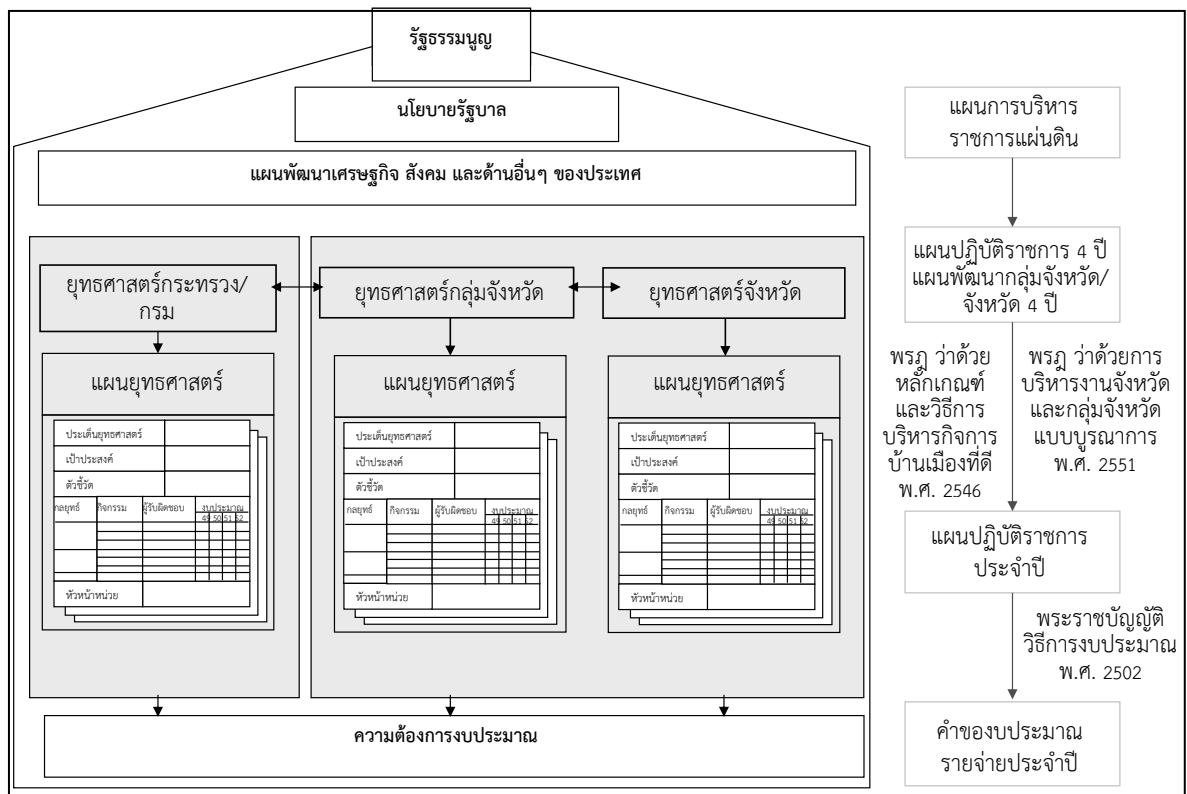 รัฐธรรมนูญ
นโยบายรัฐบาล
แผนพัฒนาเศรษฐกิจ สังคม และด้านอื่นๆ ของประเทศ
ยุทธศาสตร์กระทรวง/
กรม
ยุทธศาสตร์กลุ่มจังหวัด
ยุทธศาสตร์จังหวัด
แผนยุทธศาสตร์
ประเด็นยุทธศาสตร์
เป้าประสงค์
ตัวชี้วัด
กลยุทธ์ กิจกรรม ผู้รับผิดชอบ งบประมาณ
49 50 51 52
หัวหน้าหน่วย
แผนยุทธศาสตร์
ประเด็นยุทธศาสตร์
เป้าประสงค์
ตัวชี้วัด
กลยุทธ์ กิจกรรม ผู้รับผิดชอบ งบประมาณ
49 50 51 52
หัวหน้าหน่วย
แผนยุทธศาสตร์
ประเด็นยุทธศาสตร์
เป้าประสงค์
ตัวชี้วัด
กลยุทธ์ กิจกรรม ผู้รับผิดชอบ งบประมาณ
49 50 51 52
หัวหน้าหน่วย
ความต้องการงบประมาณ
แผนการบริหาร
ราชการแผ่นดิน
แผนปฏิบัติราชการ 4 ปี
แผนพัฒนากลุ่มจังหวัด/
จังหวัด 4 ปี
พรฎ ว่าด้วย
หลักเกณฑ์
และวิธีการ
บริหารกิจการ
บ้านเมืองที่ดี
พ.ศ. 2546
พรฎ ว่าด้วยการ
บริหารงานจังหวัด
และกลุ่มจังหวัด
แบบบูรณาการ
พ.ศ. 2551
แผนปฏิบัติราชการ
ประจำปี
พระราชบัญญัติ
วิธีการงบประมาณ
พ.ศ. 2502
คำของบประมาณ
รายจ่ายประจำปี